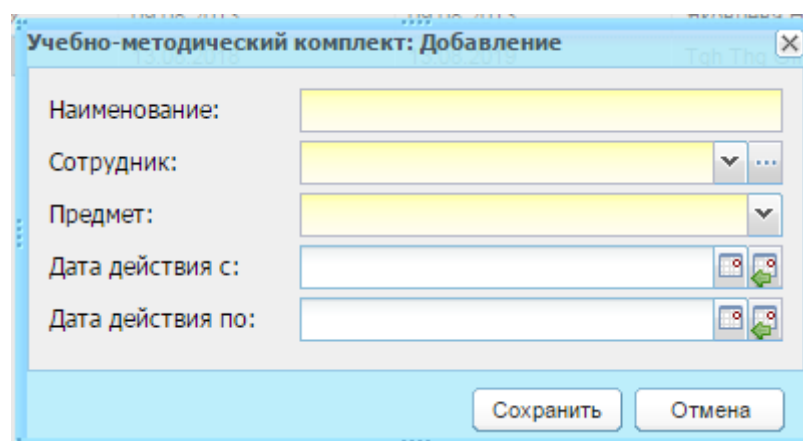 Учебно-методический комплект: Добавление
Наименование:
Сотрудник:
Предмет:
Дата действия с:
Дата действия по:
Сохранить Отмена